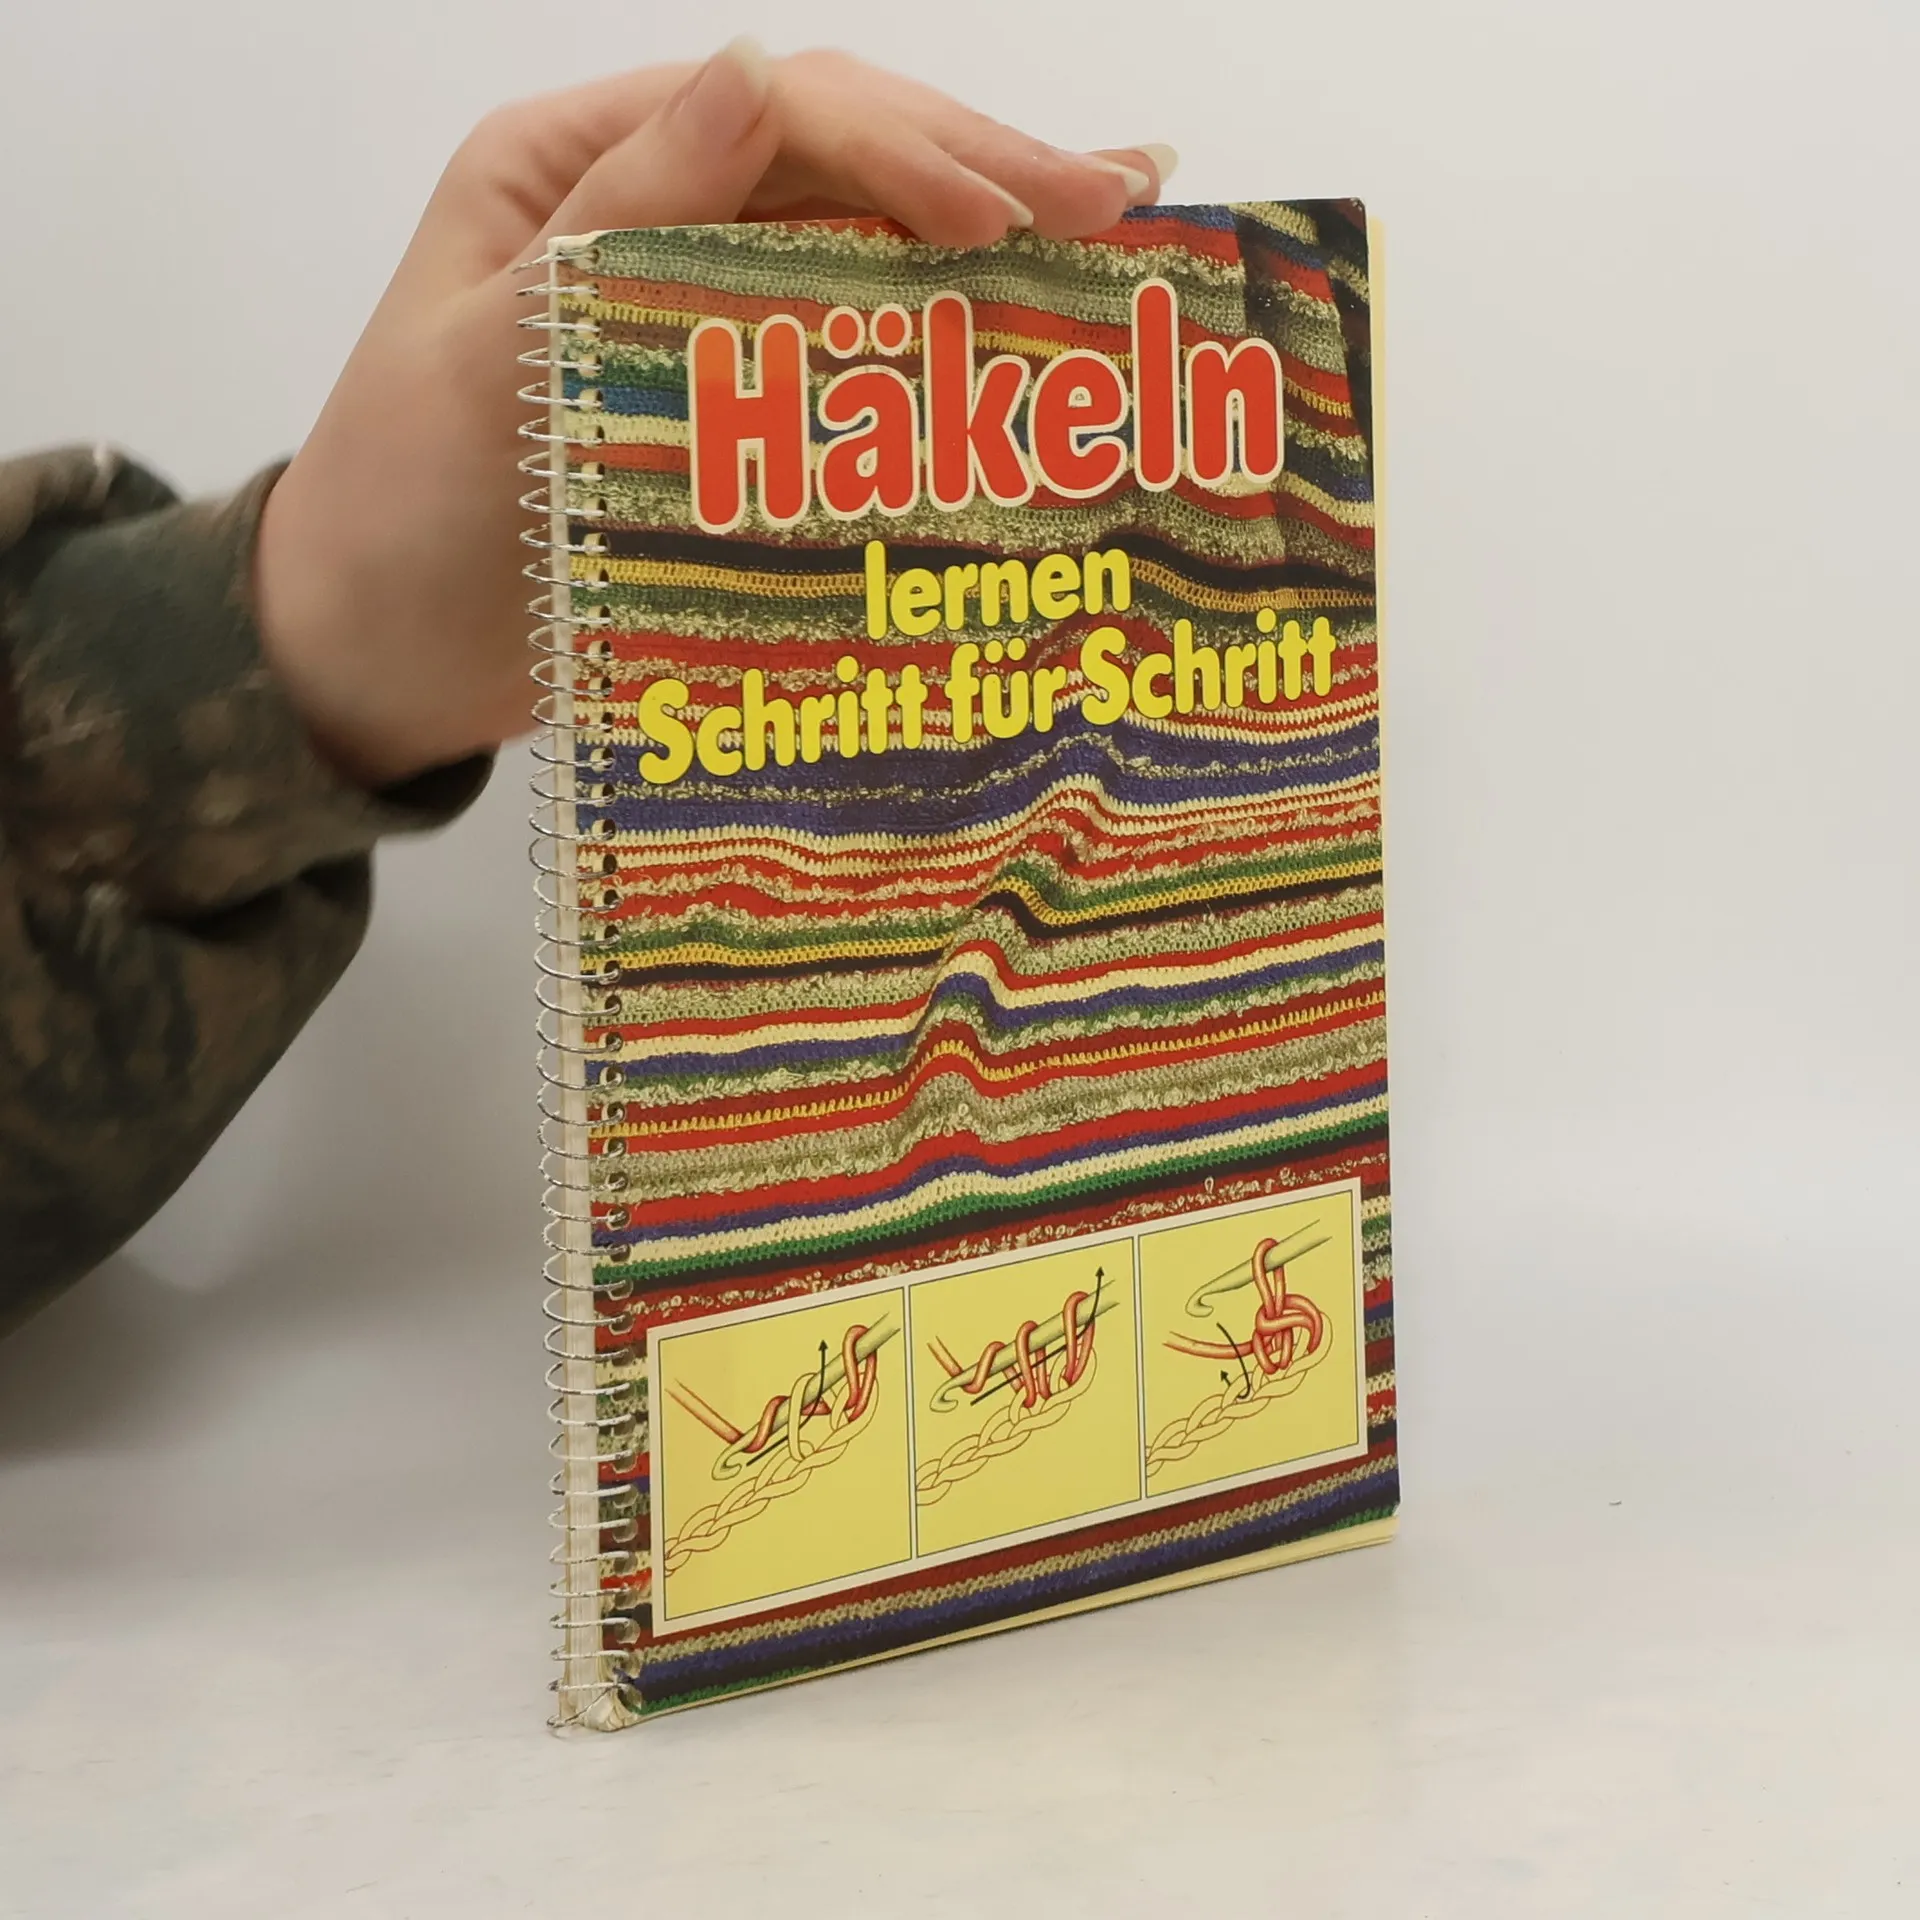 Häkeln
lernen
Schritt für Schritt